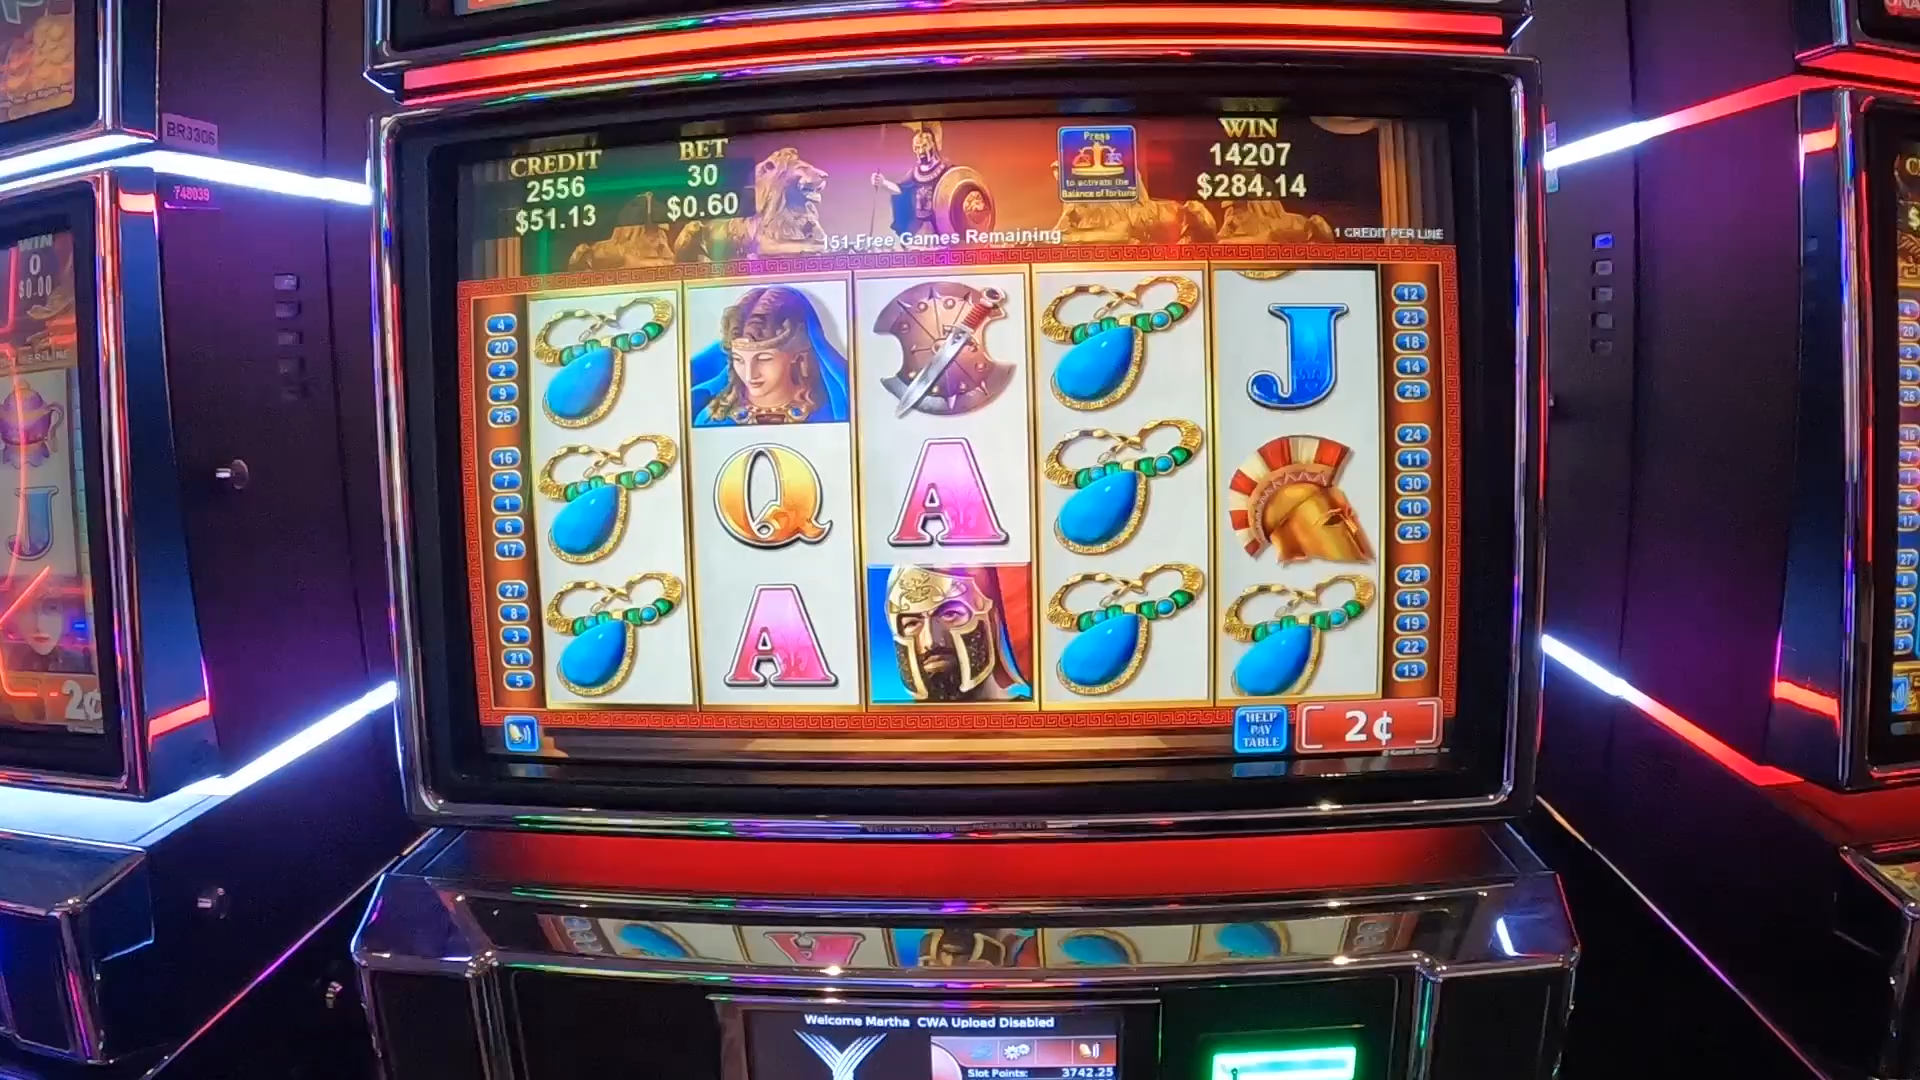 BR3306
748039
CREDIT
2556
$51.13
BET
30
$0.60
Press
to activate the
Balance of fortune
WIN
14207
$284.14
151 Free Games Remaining
1 CREDIT PER LINE
WIN
0
$0.00
4
20
2
9
26
16
7
1
6
17
27
8
3
21
5
J
Q
A
A
12
23
18
14
29
24
11
30
10
25
28
15
19
22
13
J
2¢
HELP
PAY
TABLE
2¢
Welcome Martha CWA Upload Disabled
Slot Points: 3742.25